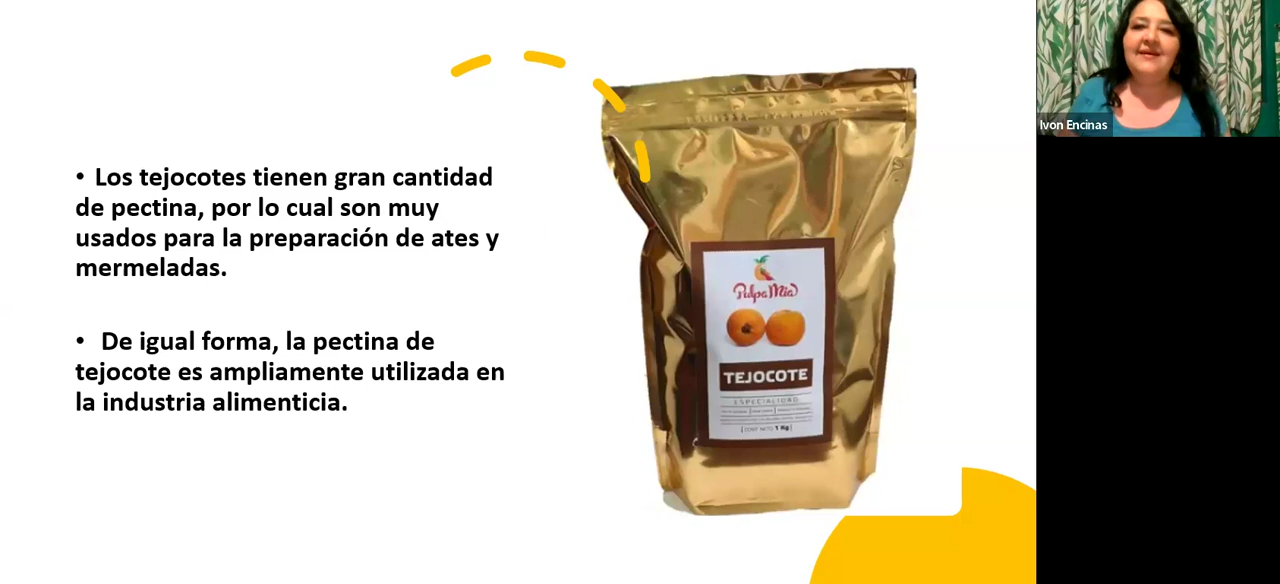 • Los tejocotes tienen gran cantidad
de pectina, por lo cual son muy
usados para la preparación de ates y
mermeladas.
• De igual forma, la pectina de
tejocote es ampliamente utilizada en
la industria alimenticia.
Pulpa Mía
TEJOCOTE
ESPECIALIDAD
CONT. NETO 1 Kg
Ivon Encinas